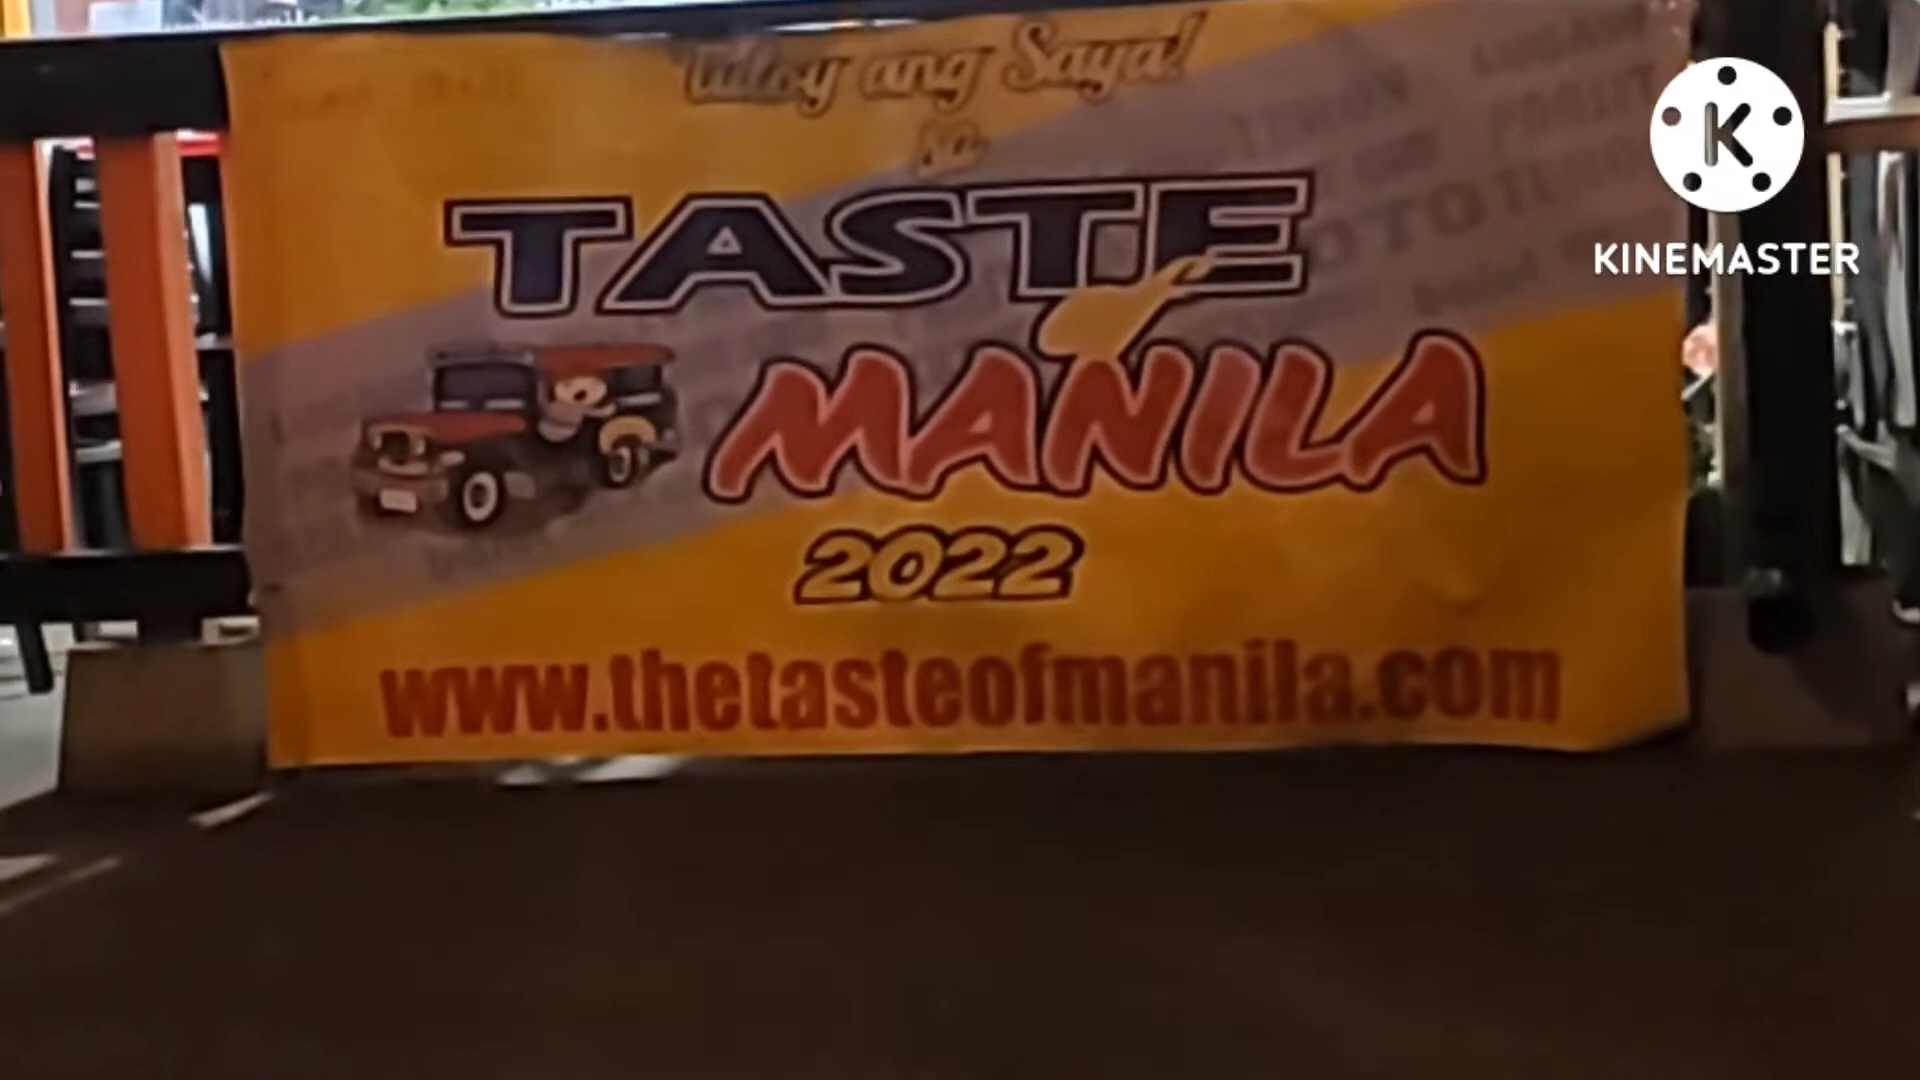 Tuloy ang Saya!
sa
TASTE
MANILA
2022
www.thetasteofmanila.com
K
KINEMASTER